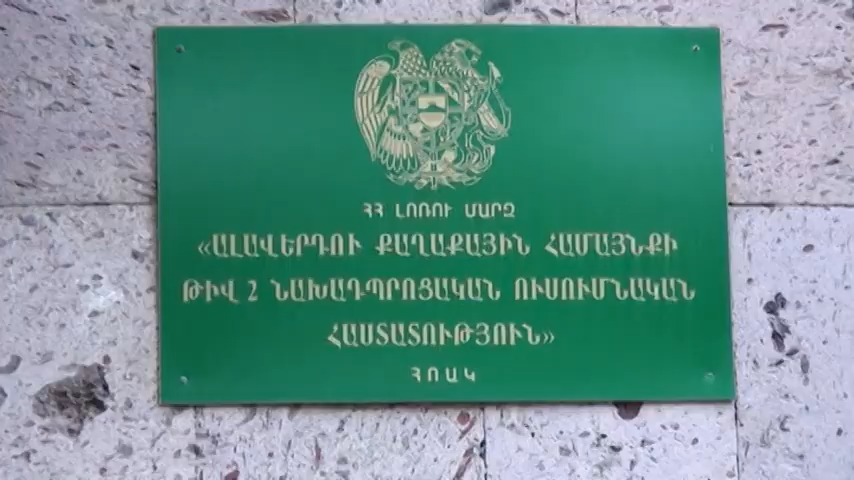 ՀՀ ԼՈՌՈՒ ՄԱՐԶ
«ԱԼԱՎԵՐԴՈՒ ՔԱՂԱՔԱՅԻՆ ՀԱՄԱՅՆՔԻ
ԹԻՎ 2 ՆԱԽԱԴՊՐՈՑԱԿԱՆ ՈՒՍՈՒՄՆԱԿԱՆ
ՀԱՍՏԱՏՈՒԹՅՈՒՆ»
ՀՈԱԿ